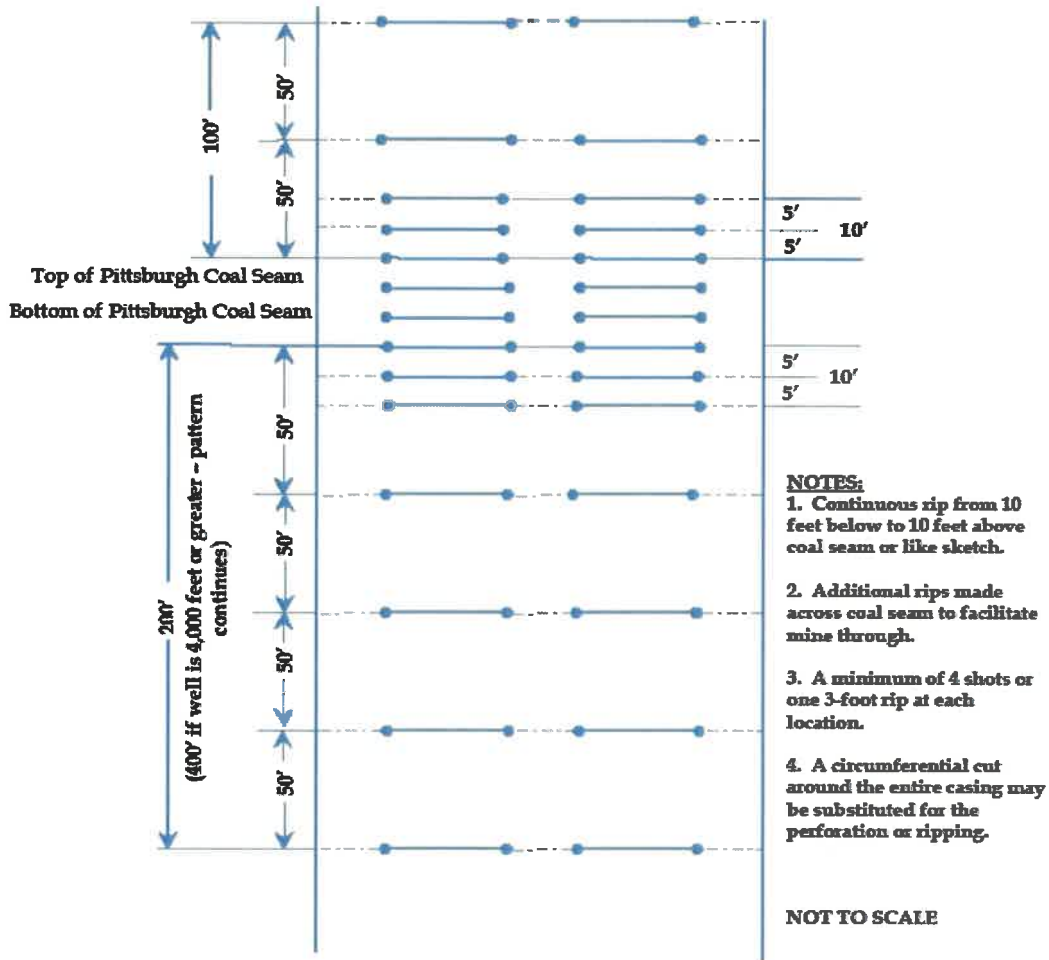 100'
50'
50'
5'
5'
10'
Top of Pittsburgh Coal Seam
Bottom of Pittsburgh Coal Seam
5'
5'
10'
200'
(400' if well is 4,000 feet or greater – pattern
continues)
50'
50'
50'
50'
NOTES:
1. Continuous rip from 10
feet below to 10 feet above
coal seam or like sketch.
2. Additional rips made
across coal seam to facilitate
mine through.
3. A minimum of 4 shots or
one 3-foot rip at each
location.
4. A circumferential cut
around the entire casing may
be substituted for the
perforation or ripping.
NOT TO SCALE